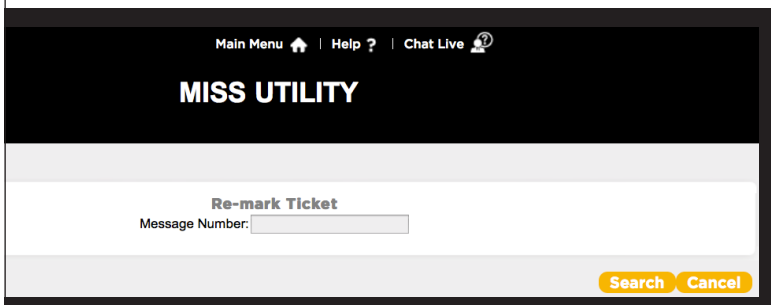 Main Menu | Help ? | Chat Live ?
MISS UTILITY
Re-mark Ticket
Message Number:
Search Cancel